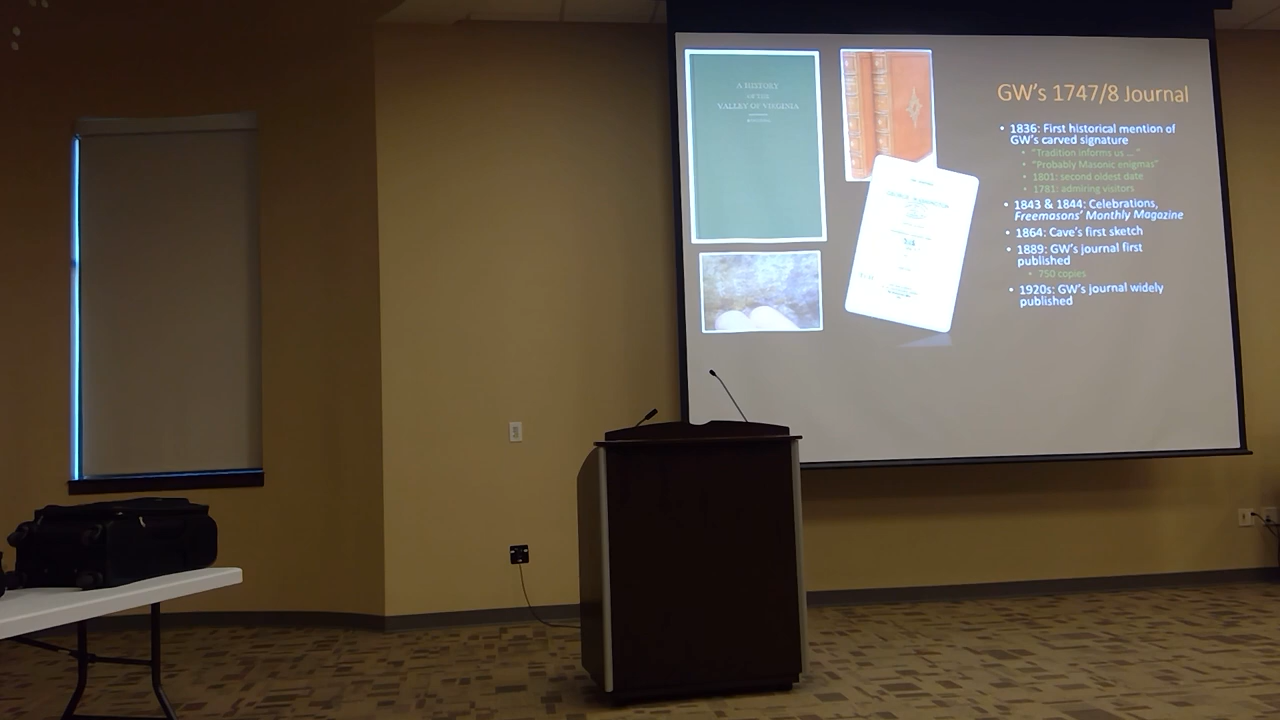 A HISTORY
OF THE
VALLEY OF VIRGINIA
GW's 1747/8 Journal
• 1836: First historical mention of
GW's carved signature
• "Tradition informs us ..."
• "Probably Masonic enigmas"
• 1801: second oldest date
• 1781: admiring visitors
• 1843 & 1844: Celebrations,
Freemasons' Monthly Magazine
• 1864: Cave's first sketch
• 1889: GW's journal first
published
• 750 copies
• 1920s: GW's journal widely
published